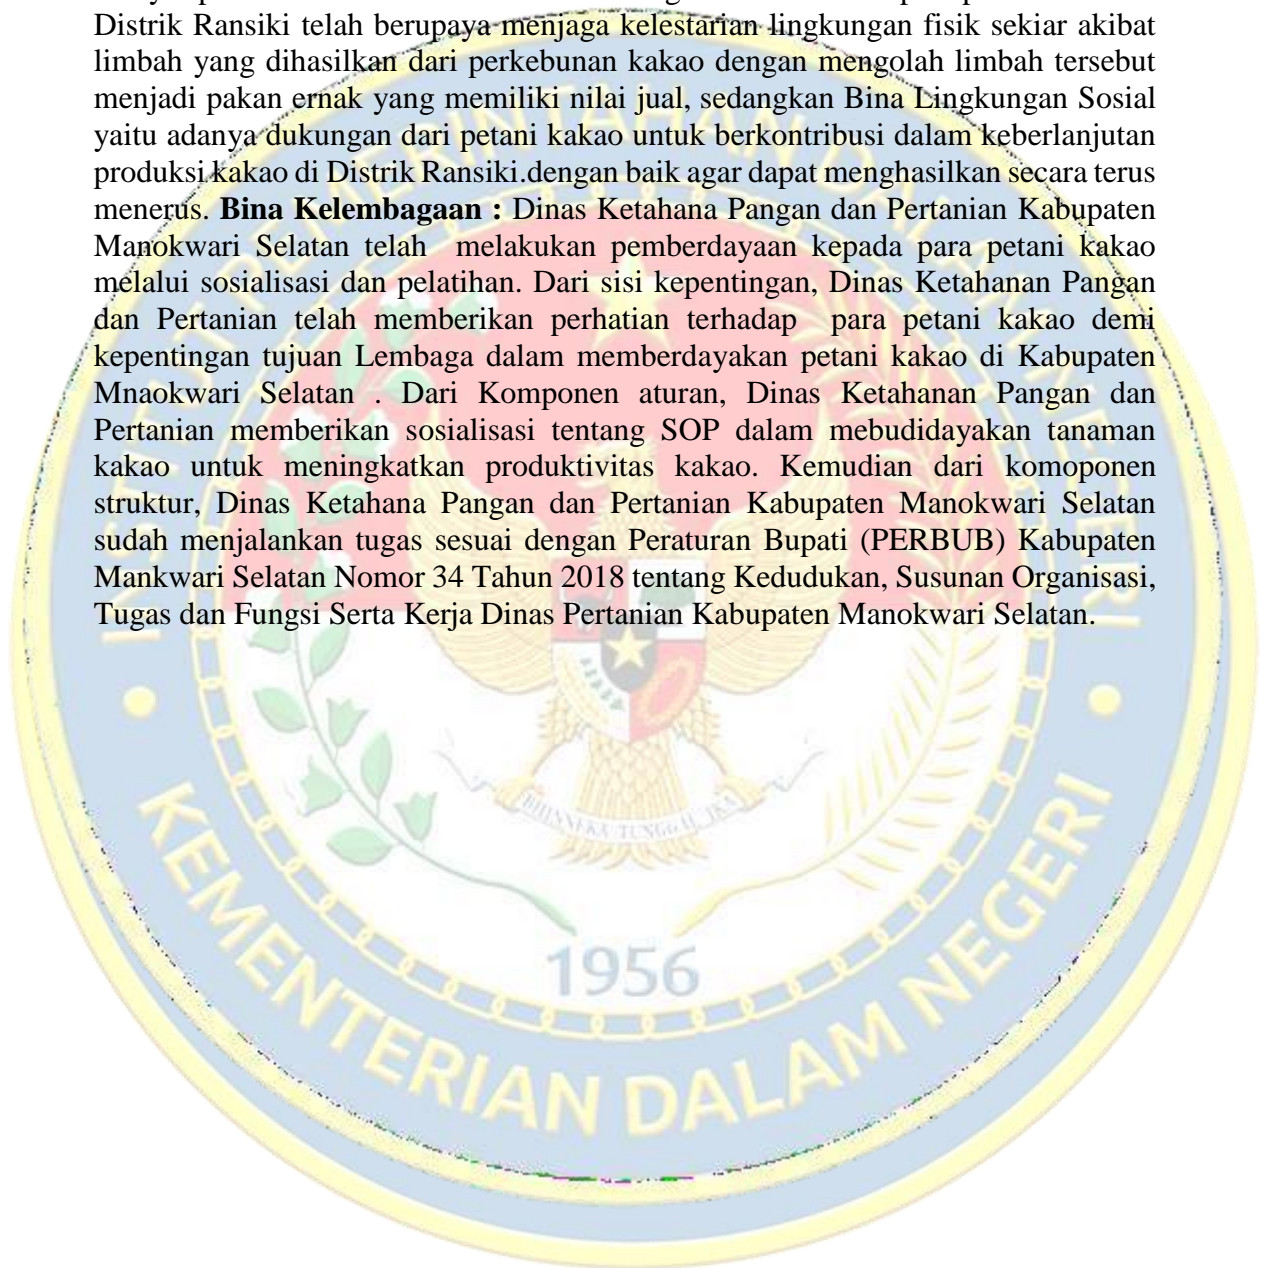 Distrik Ransiki telah berupaya menjaga kelestarian lingkungan fisik sekiar akibat
limbah yang dihasilkan dari perkebunan kakao dengan mengolah limbah tersebut
menjadi pakan ernak yang memiliki nilai jual, sedangkan Bina Lingkungan Sosial
yaitu adanya dukungan dari petani kakao untuk berkontribusi dalam keberlanjutan
produksi kakao di Distrik Ransiki.dengan baik agar dapat menghasilkan secara terus
menerus. Bina Kelembagaan : Dinas Ketahana Pangan dan Pertanian Kabupaten
Manokwari Selatan telah melakukan pemberdayaan kepada para petani kakao
melalui sosialisasi dan pelatihan. Dari sisi kepentingan, Dinas Ketahanan Pangan
dan Pertanian telah memberikan perhatian terhadap para petani kakao demi
kepentingan tujuan Lembaga dalam memberdayakan petani kakao di Kabupaten
Mnaokwari Selatan . Dari Komponen aturan, Dinas Ketahanan Pangan dan
Pertanian memberikan sosialisasi tentang SOP dalam mebudidayakan tanaman
kakao untuk meningkatkan produktivitas kakao. Kemudian dari komoponen
struktur, Dinas Ketahana Pangan dan Pertanian Kabupaten Manokwari Selatan
sudah menjalankan tugas sesuai dengan Peraturan Bupati (PERBUB) Kabupaten
Mankwari Selatan Nomor 34 Tahun 2018 tentang Kedudukan, Susunan Organisasi,
Tugas dan Fungsi Serta Kerja Dinas Pertanian Kabupaten Manokwari Selatan.
INSTITUT PEMERINTAHAN DALAM NEGERI
BHINNEKA TUNGGAL IKA
1956
KEMENTERIAN DALAM NEGERI